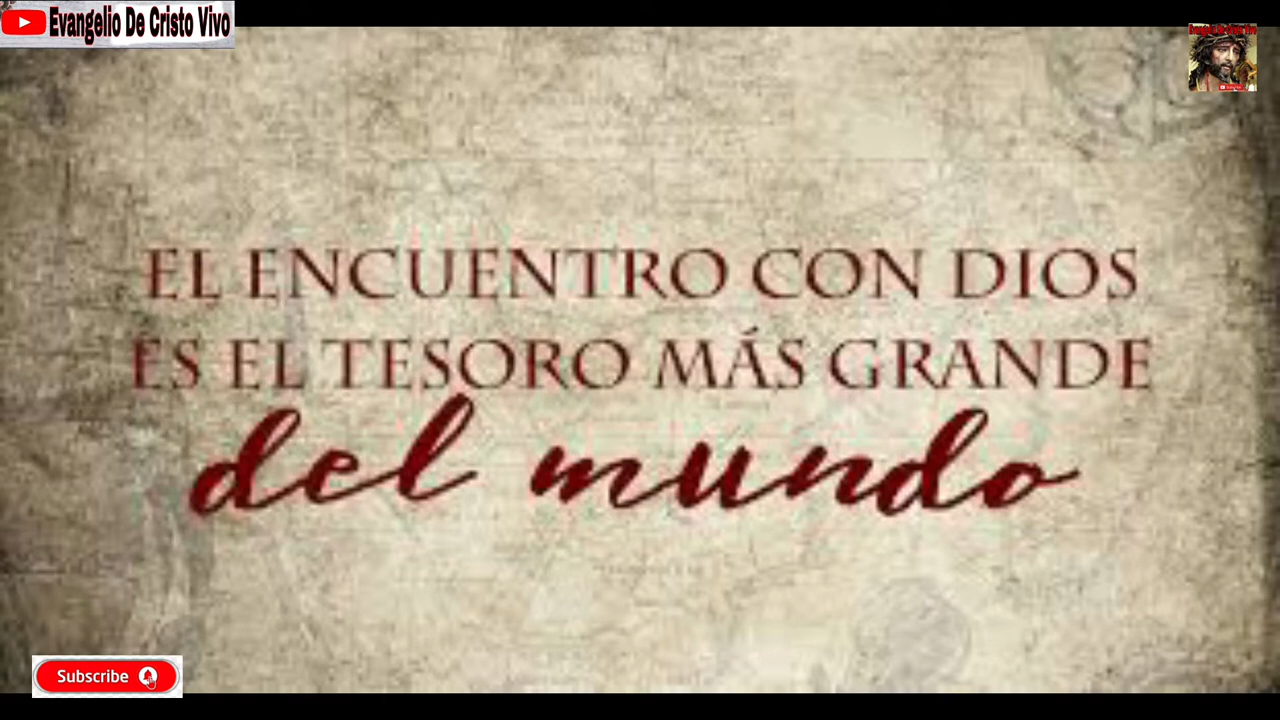 Evangelio De Cristo Vivo
EL ENCUENTRO CON DIOS
ES EL TESORO MÁS GRANDE
del mundo
Subscribe